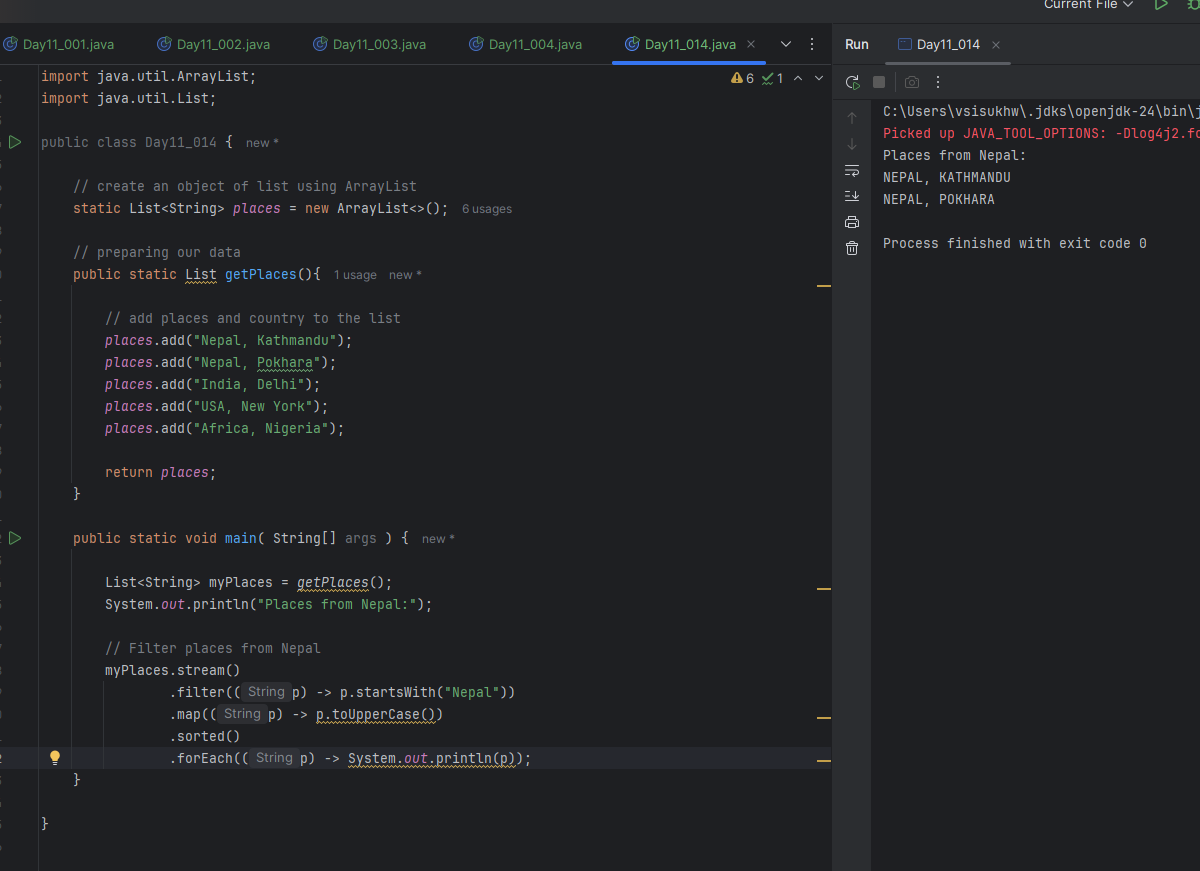 Current File
Day11_001.java Day11_002.java Day11_003.java Day11_004.java Day11_014.java
Run Day11_014
6 1
import java.util.ArrayList;
import java.util.List;
public class Day11_014 { new *
// create an object of list using ArrayList
static List<String> places = new ArrayList<>(); 6 usages
// preparing our data
public static List getPlaces(){ 1 usage new *
// add places and country to the list
places.add("Nepal, Kathmandu");
places.add("Nepal, Pokhara");
places.add("India, Delhi");
places.add("USA, New York");
places.add("Africa, Nigeria");
return places;
}
public static void main( String[] args ) { new *
List<String> myPlaces = getPlaces();
System.out.println("Places from Nepal:");
// Filter places from Nepal
myPlaces.stream()
.filter(( String p) -> p.startsWith("Nepal"))
.map(( String p) -> p.toUpperCase())
.sorted()
.forEach(( String p) -> System.out.println(p));
}
}
C:\Users\vsisukhw\.jdks\openjdk-24\bin\j
Picked up JAVA_TOOL_OPTIONS: -Dlog4j2.fo
Places from Nepal:
NEPAL, KATHMANDU
NEPAL, POKHARA
Process finished with exit code 0